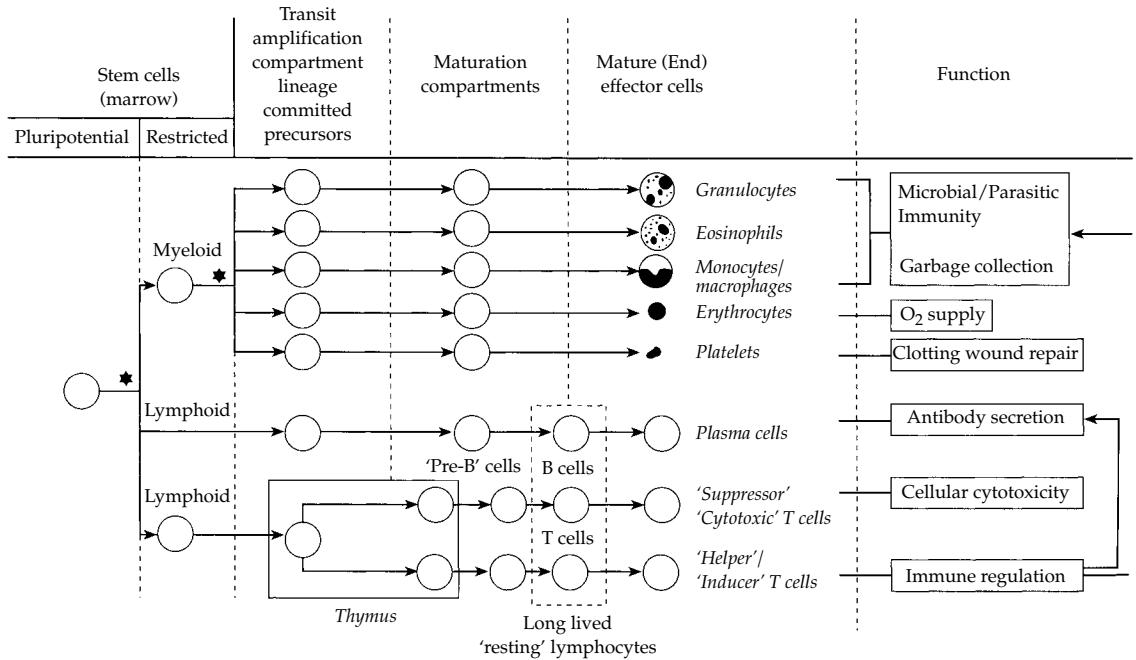 Stem cells
(marrow)
Pluripotential
Restricted
Transit
amplification
compartment
lineage
committed
precursors
Maturation
compartments
Mature (End)
effector cells
Function
Myeloid
Granulocytes
Eosinophils
Monocytes/
macrophages
Erythrocytes
Platelets
Microbial/Parasitic
Immunity
Garbage collection
O₂ supply
Clotting wound repair
Lymphoid
Plasma cells
Antibody secretion
'Pre-B' cells
B cells
Lymphoid
'Suppressor'
'Cytotoxic' T cells
Cellular cytotoxicity
T cells
'Helper'/
'Inducer' T cells
Immune regulation
Thymus
Long lived
'resting' lymphocytes